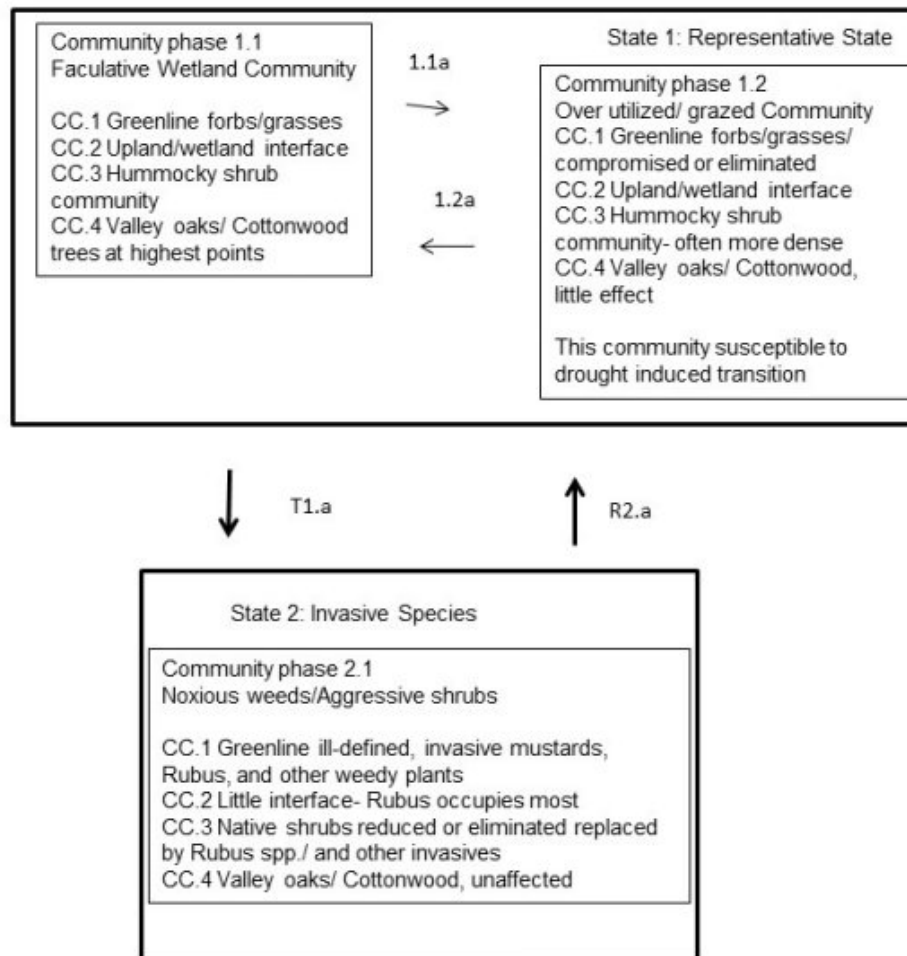 Community phase 1.1
Faculative Wetland Community
CC.1 Greenline forbs/grasses
CC.2 Upland/wetland interface
CC.3 Hummocky shrub
community
CC.4 Valley oaks/ Cottonwood
trees at highest points
1.1a
1.2a
State 1: Representative State
Community phase 1.2
Over utilized/ grazed Community
CC.1 Greenline forbs/grasses/
compromised or eliminated
CC.2 Upland/wetland interface
CC.3 Hummocky shrub
community- often more dense
CC.4 Valley oaks/ Cottonwood,
little effect
This community susceptible to
drought induced transition
T1.a
R2.a
State 2: Invasive Species
Community phase 2.1
Noxious weeds/Aggressive shrubs
CC.1 Greenline ill-defined, invasive mustards,
Rubus, and other weedy plants
CC.2 Little interface- Rubus occupies most
CC.3 Native shrubs reduced or eliminated replaced
by Rubus spp./ and other invasives
CC.4 Valley oaks/ Cottonwood, unaffected